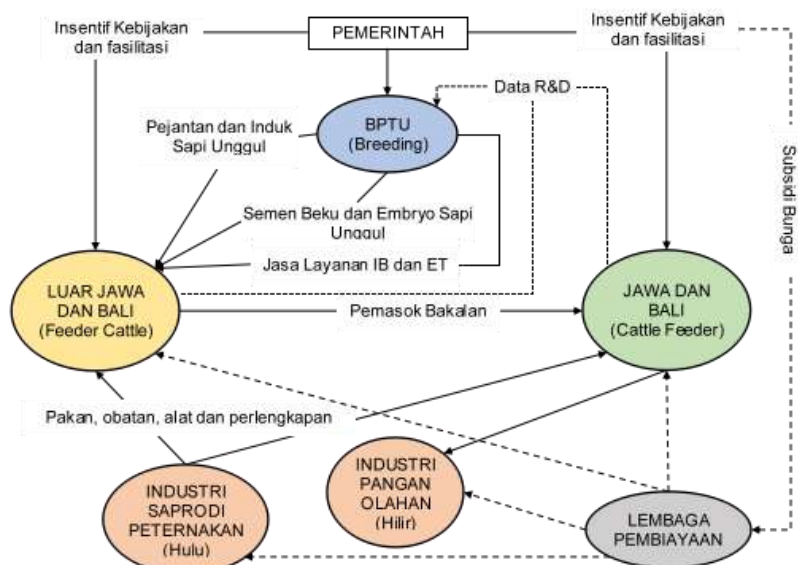 Insentif Kebijakan
dan fasilitasi
PEMERINTAH
Insentif Kebijakan
dan fasilitasi
Data R&D
BPTU
(Breeding)
Pejantan dan Induk
Sapi Unggul
Subsidi Bunga
Semen Beku dan Embryo Sapi
Unggul
Jasa Layanan IB dan ET
LUAR JAWA
DAN BALI
(Feeder Cattle)
Pemasok Bakalan
JAWA DAN
BALI
(Cattle Feeder)
Pakan, obatan, alat dan perlengkapan
INDUSTRI
SAPRODI
PETERNAKAN
(Hulu)
INDUSTRI
PANGAN
OLAHAN
(Hilir)
LEMBAGA
PEMBIAYAAN